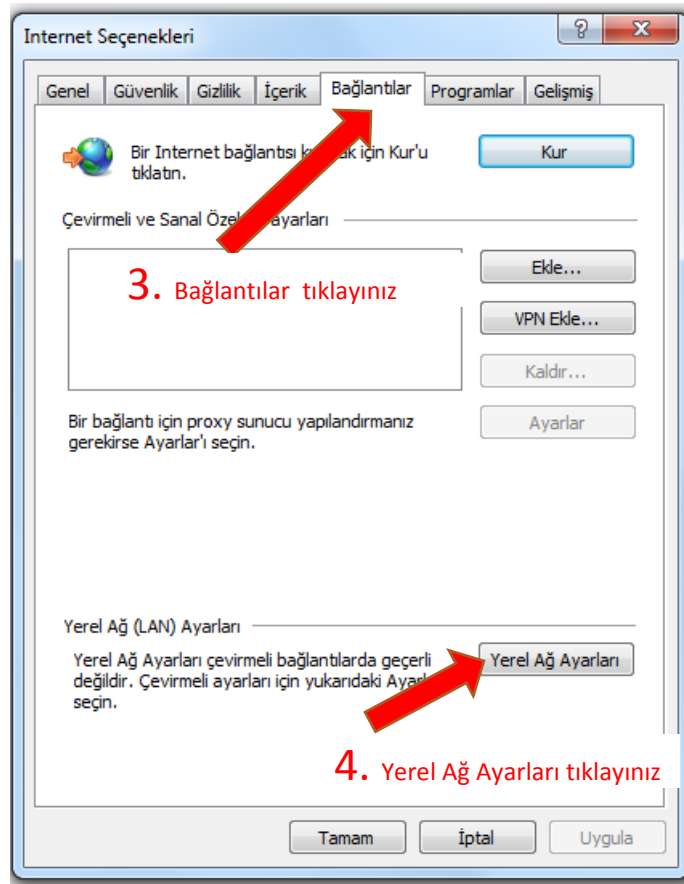 Internet Seçenekleri
Genel Güvenlik Gizlilik İçerik Bağlantılar Programlar Gelişmiş
Bir Internet bağlantısı için Kur'u
tıklatın.
Kur
Çevirmeli ve Sanal ayarları
Ekle...
3. Bağlantılar tıklayınız
VPN Ekle...
Kaldır...
Bir bağlantı için proxy sunucu yapılandırmanız
gerekirse Ayarlar'ı seçin.
Ayarlar
Yerel Ağ (LAN) Ayarları
Yerel Ağ Ayarları çevirmeli bağlantılarda geçerli
değildir. Çevirmeli ayarları için yukarıdaki
seçin.
Yerel Ağ Ayarları
4. Yerel Ağ Ayarları tıklayınız
Tamam İptal Uygula